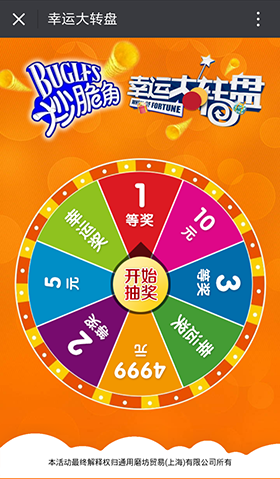 幸运大转盘
BUGLES
妙脆角
幸运大转盘
WHEEL OF FORTUNE
1
等奖
10
元
3
等奖
幸运奖
4999
元
2
等奖
5
元
幸运奖
开始
抽奖
本活动最终解释权归通用磨坊贸易(上海)有限公司所有